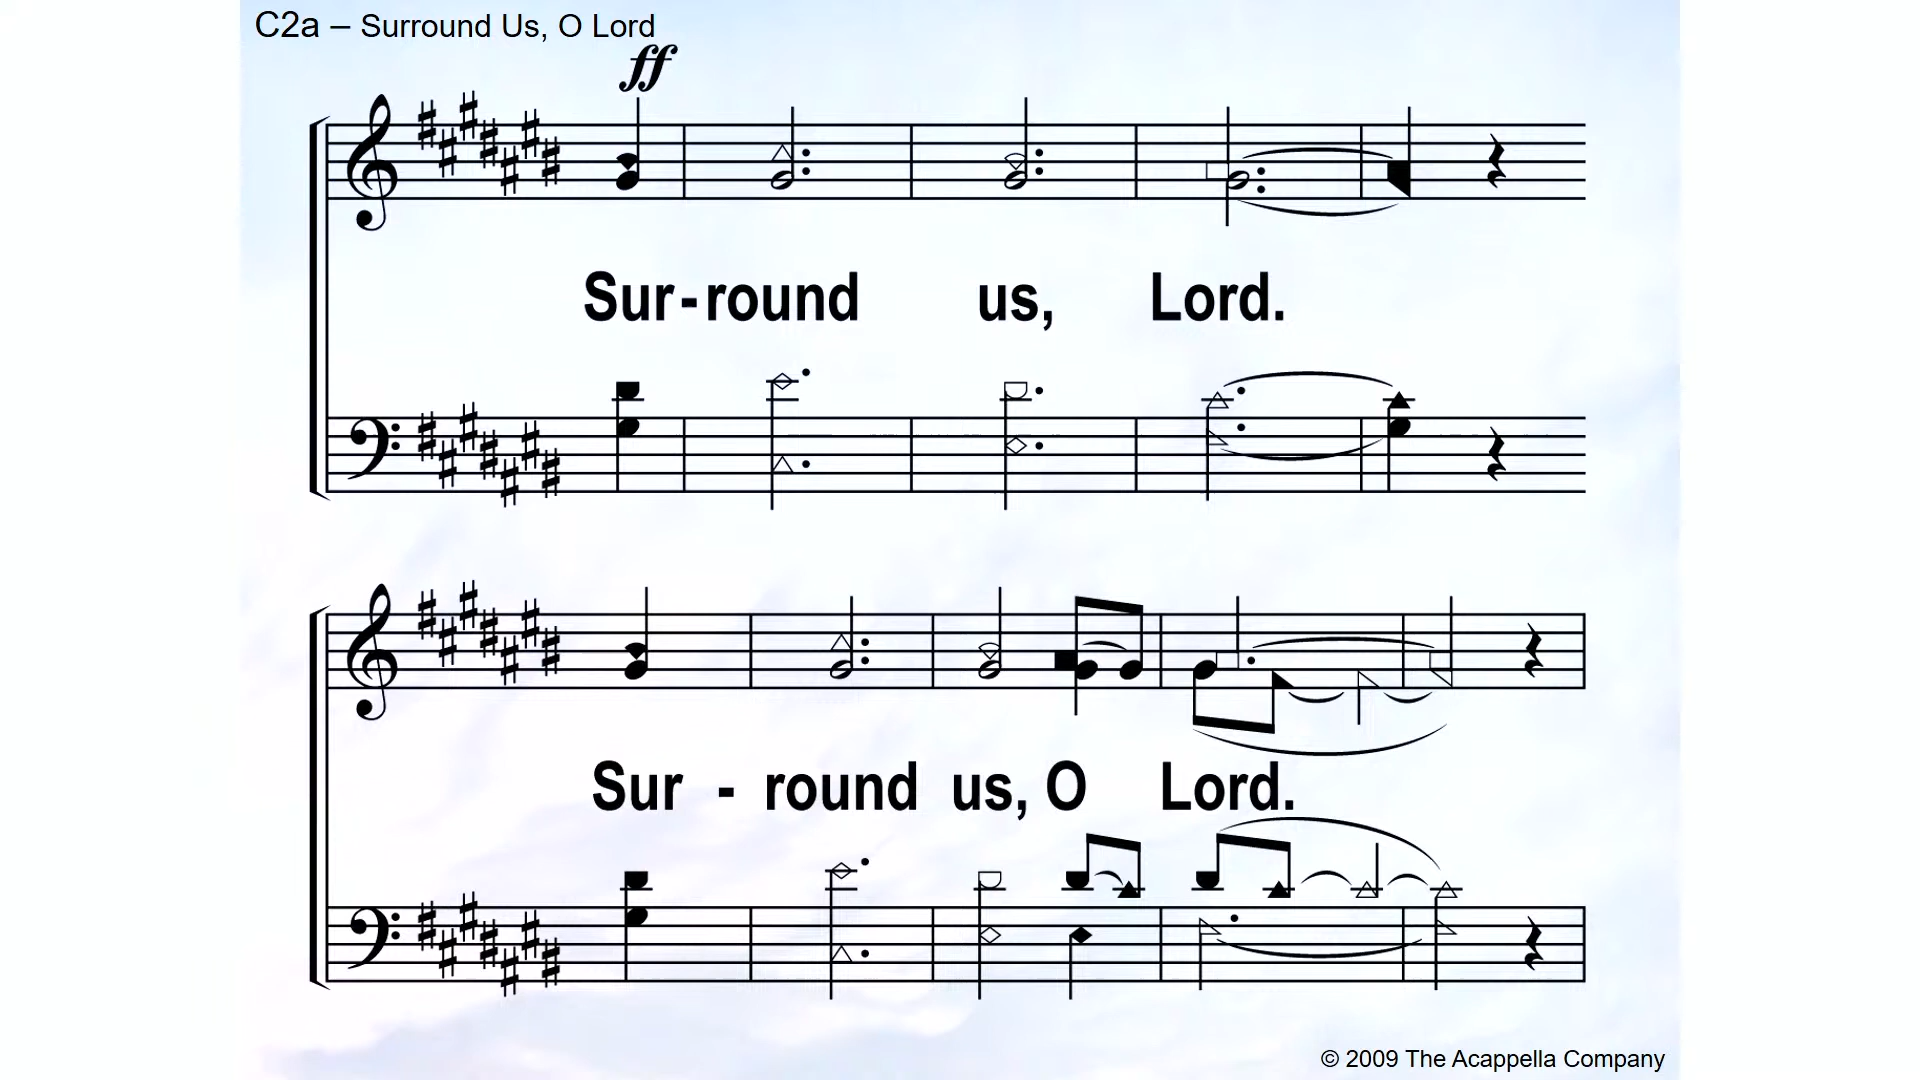 C2a – Surround Us, O Lord
ff
Sur-round us, Lord.
Sur - round us, O Lord.
© 2009 The Acappella Company